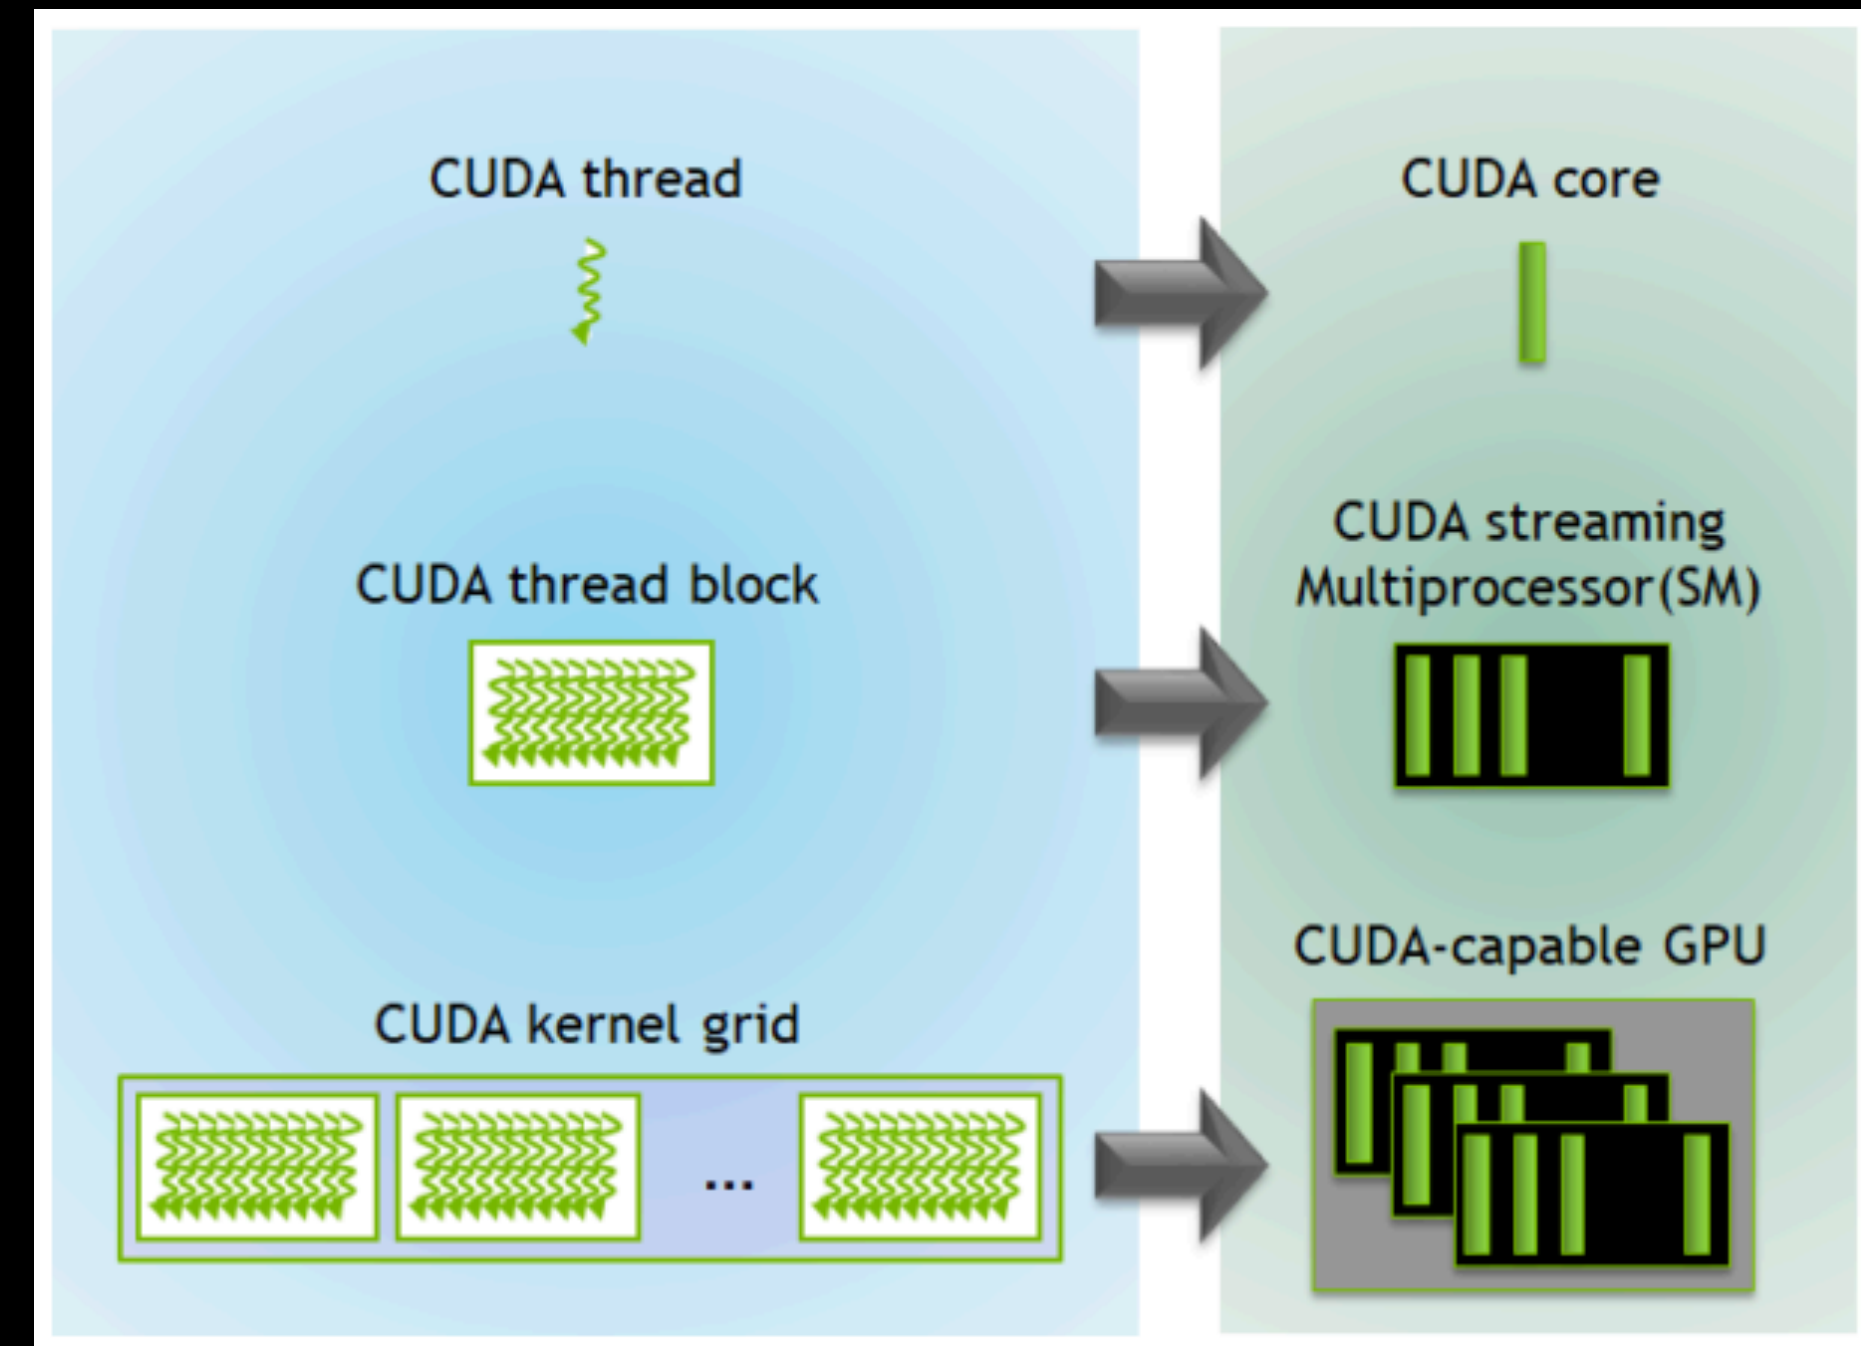 CUDA thread
CUDA core
CUDA thread block
CUDA streaming
Multiprocessor(SM)
CUDA kernel grid
...
CUDA-capable GPU